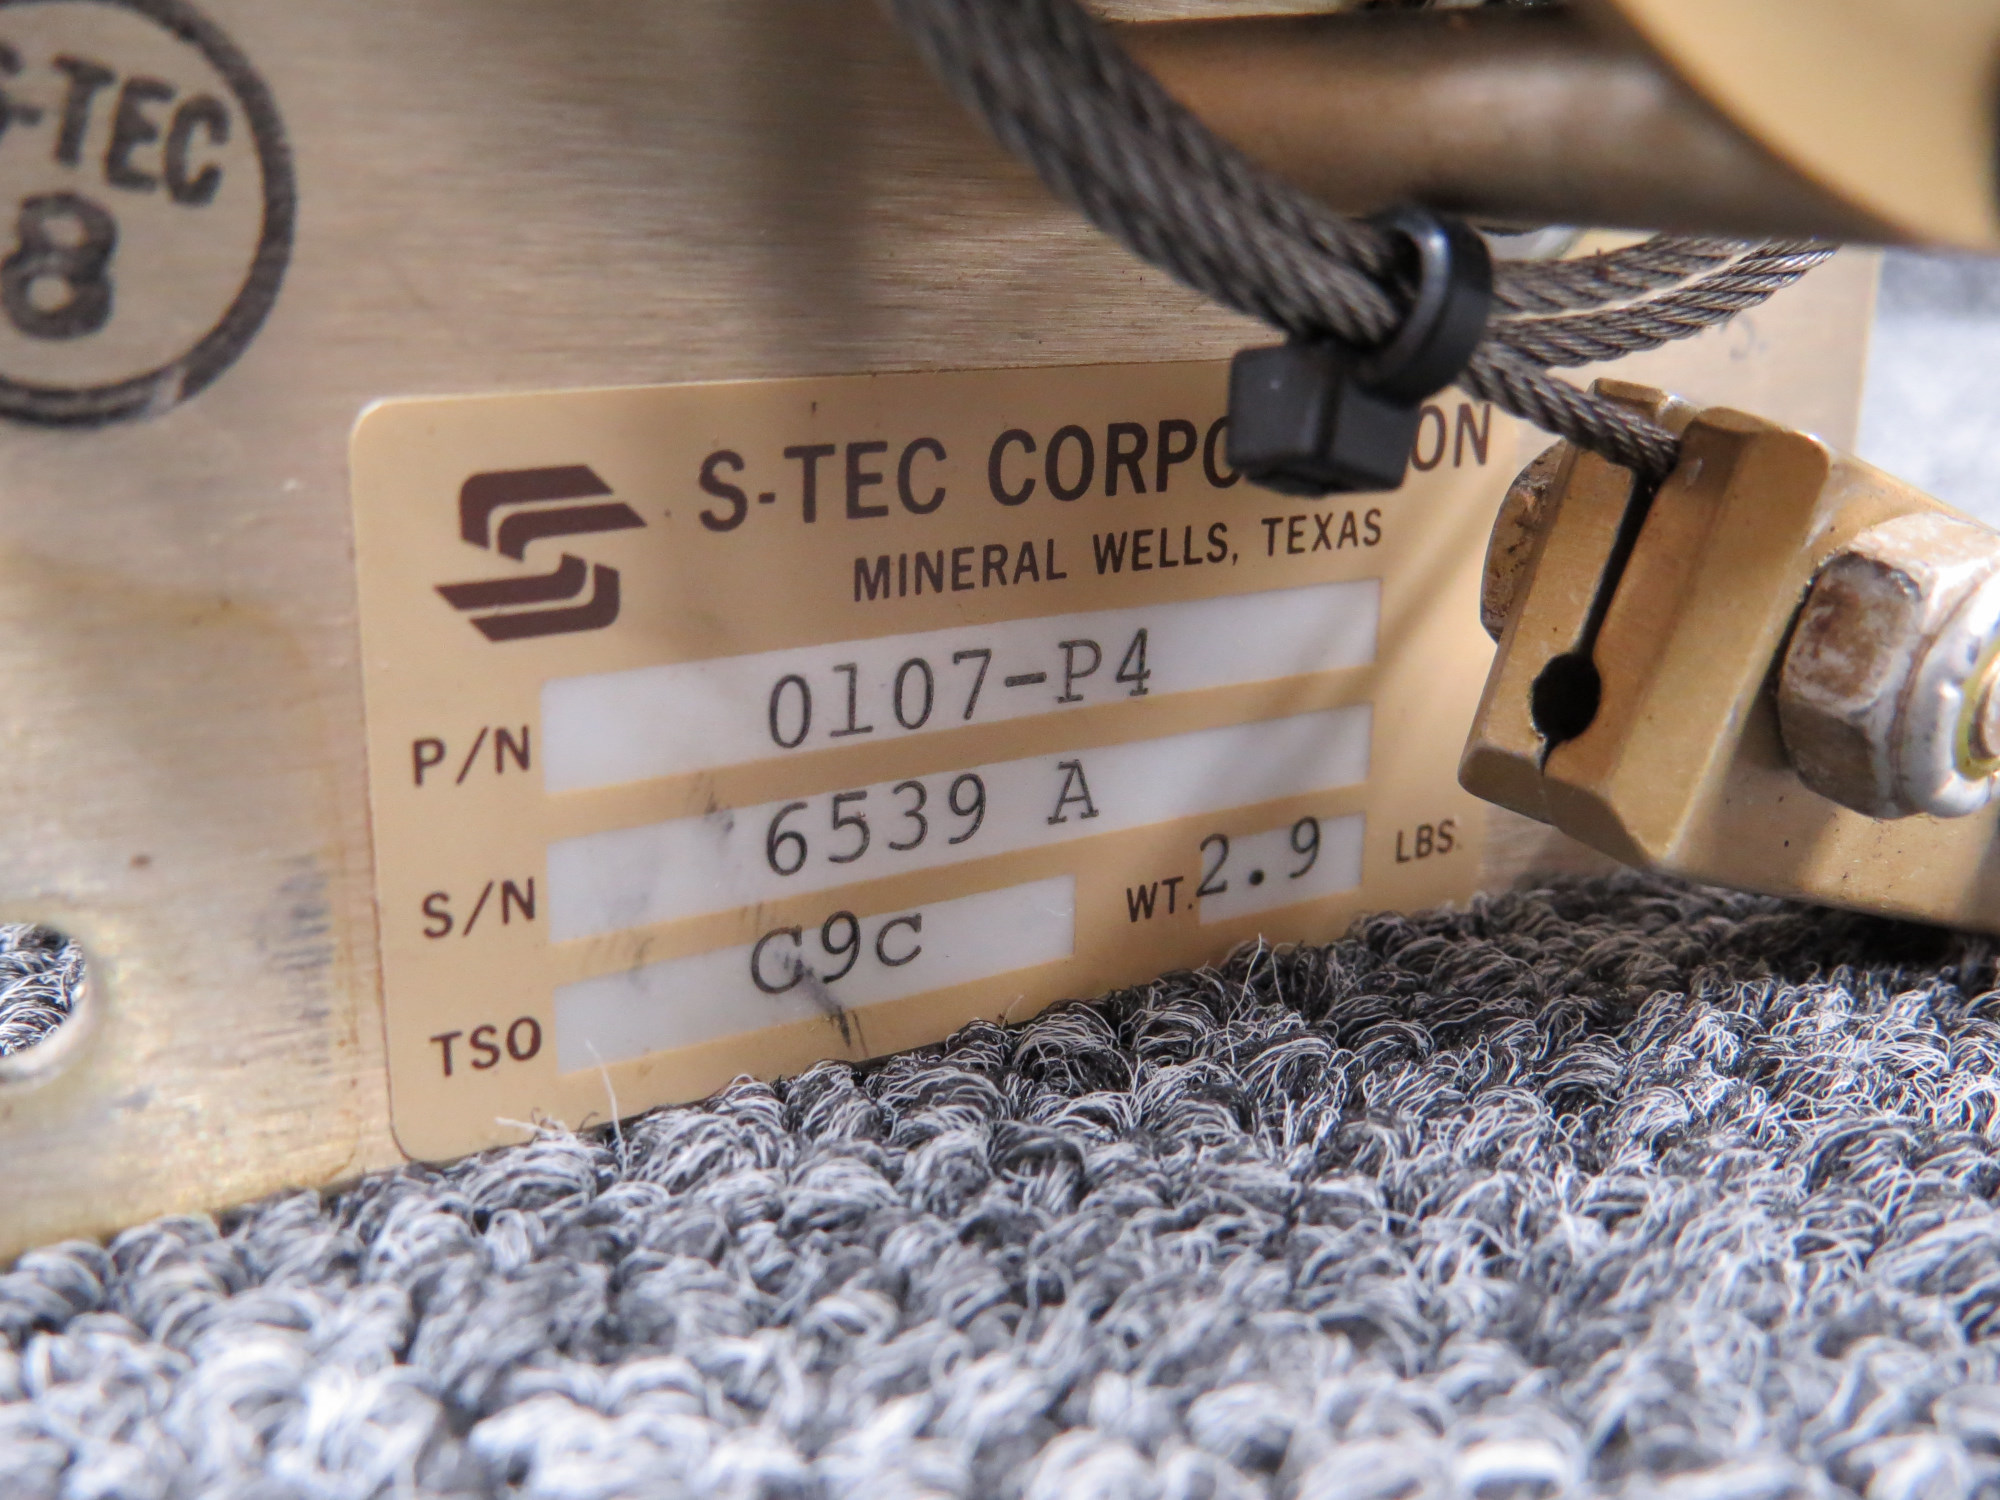 S-TEC
8
S-TEC CORPO ON
MINERAL WELLS, TEXAS
P/N 0107-P4
S/N 6539 A
TSO C9c WT. 2.9 LBS.